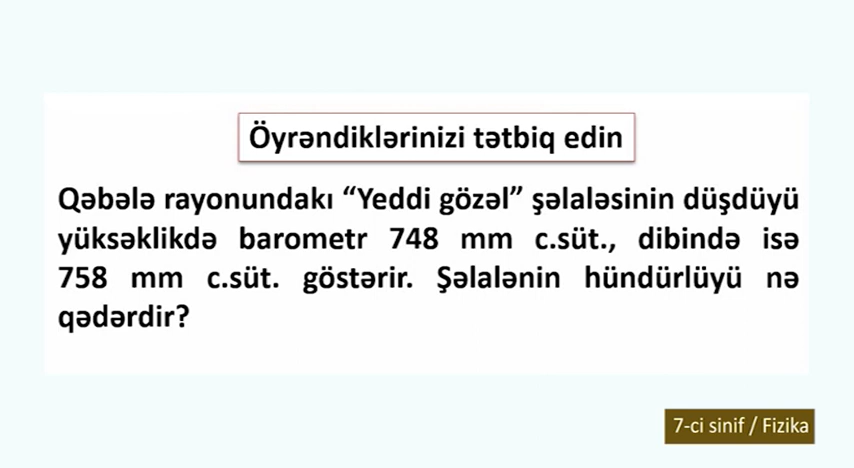 Öyrəndiklərinizi tətbiq edin
Qəbələ rayonundakı “Yeddi gözəl” şəlaləsinin düşdüyü
yüksəklikdə barometr 748 mm c.süt., dibində isə
758 mm c.süt. göstərir. Şəlalənin hündürlüyü nə
qədərdir?
7-ci sinif / Fizika